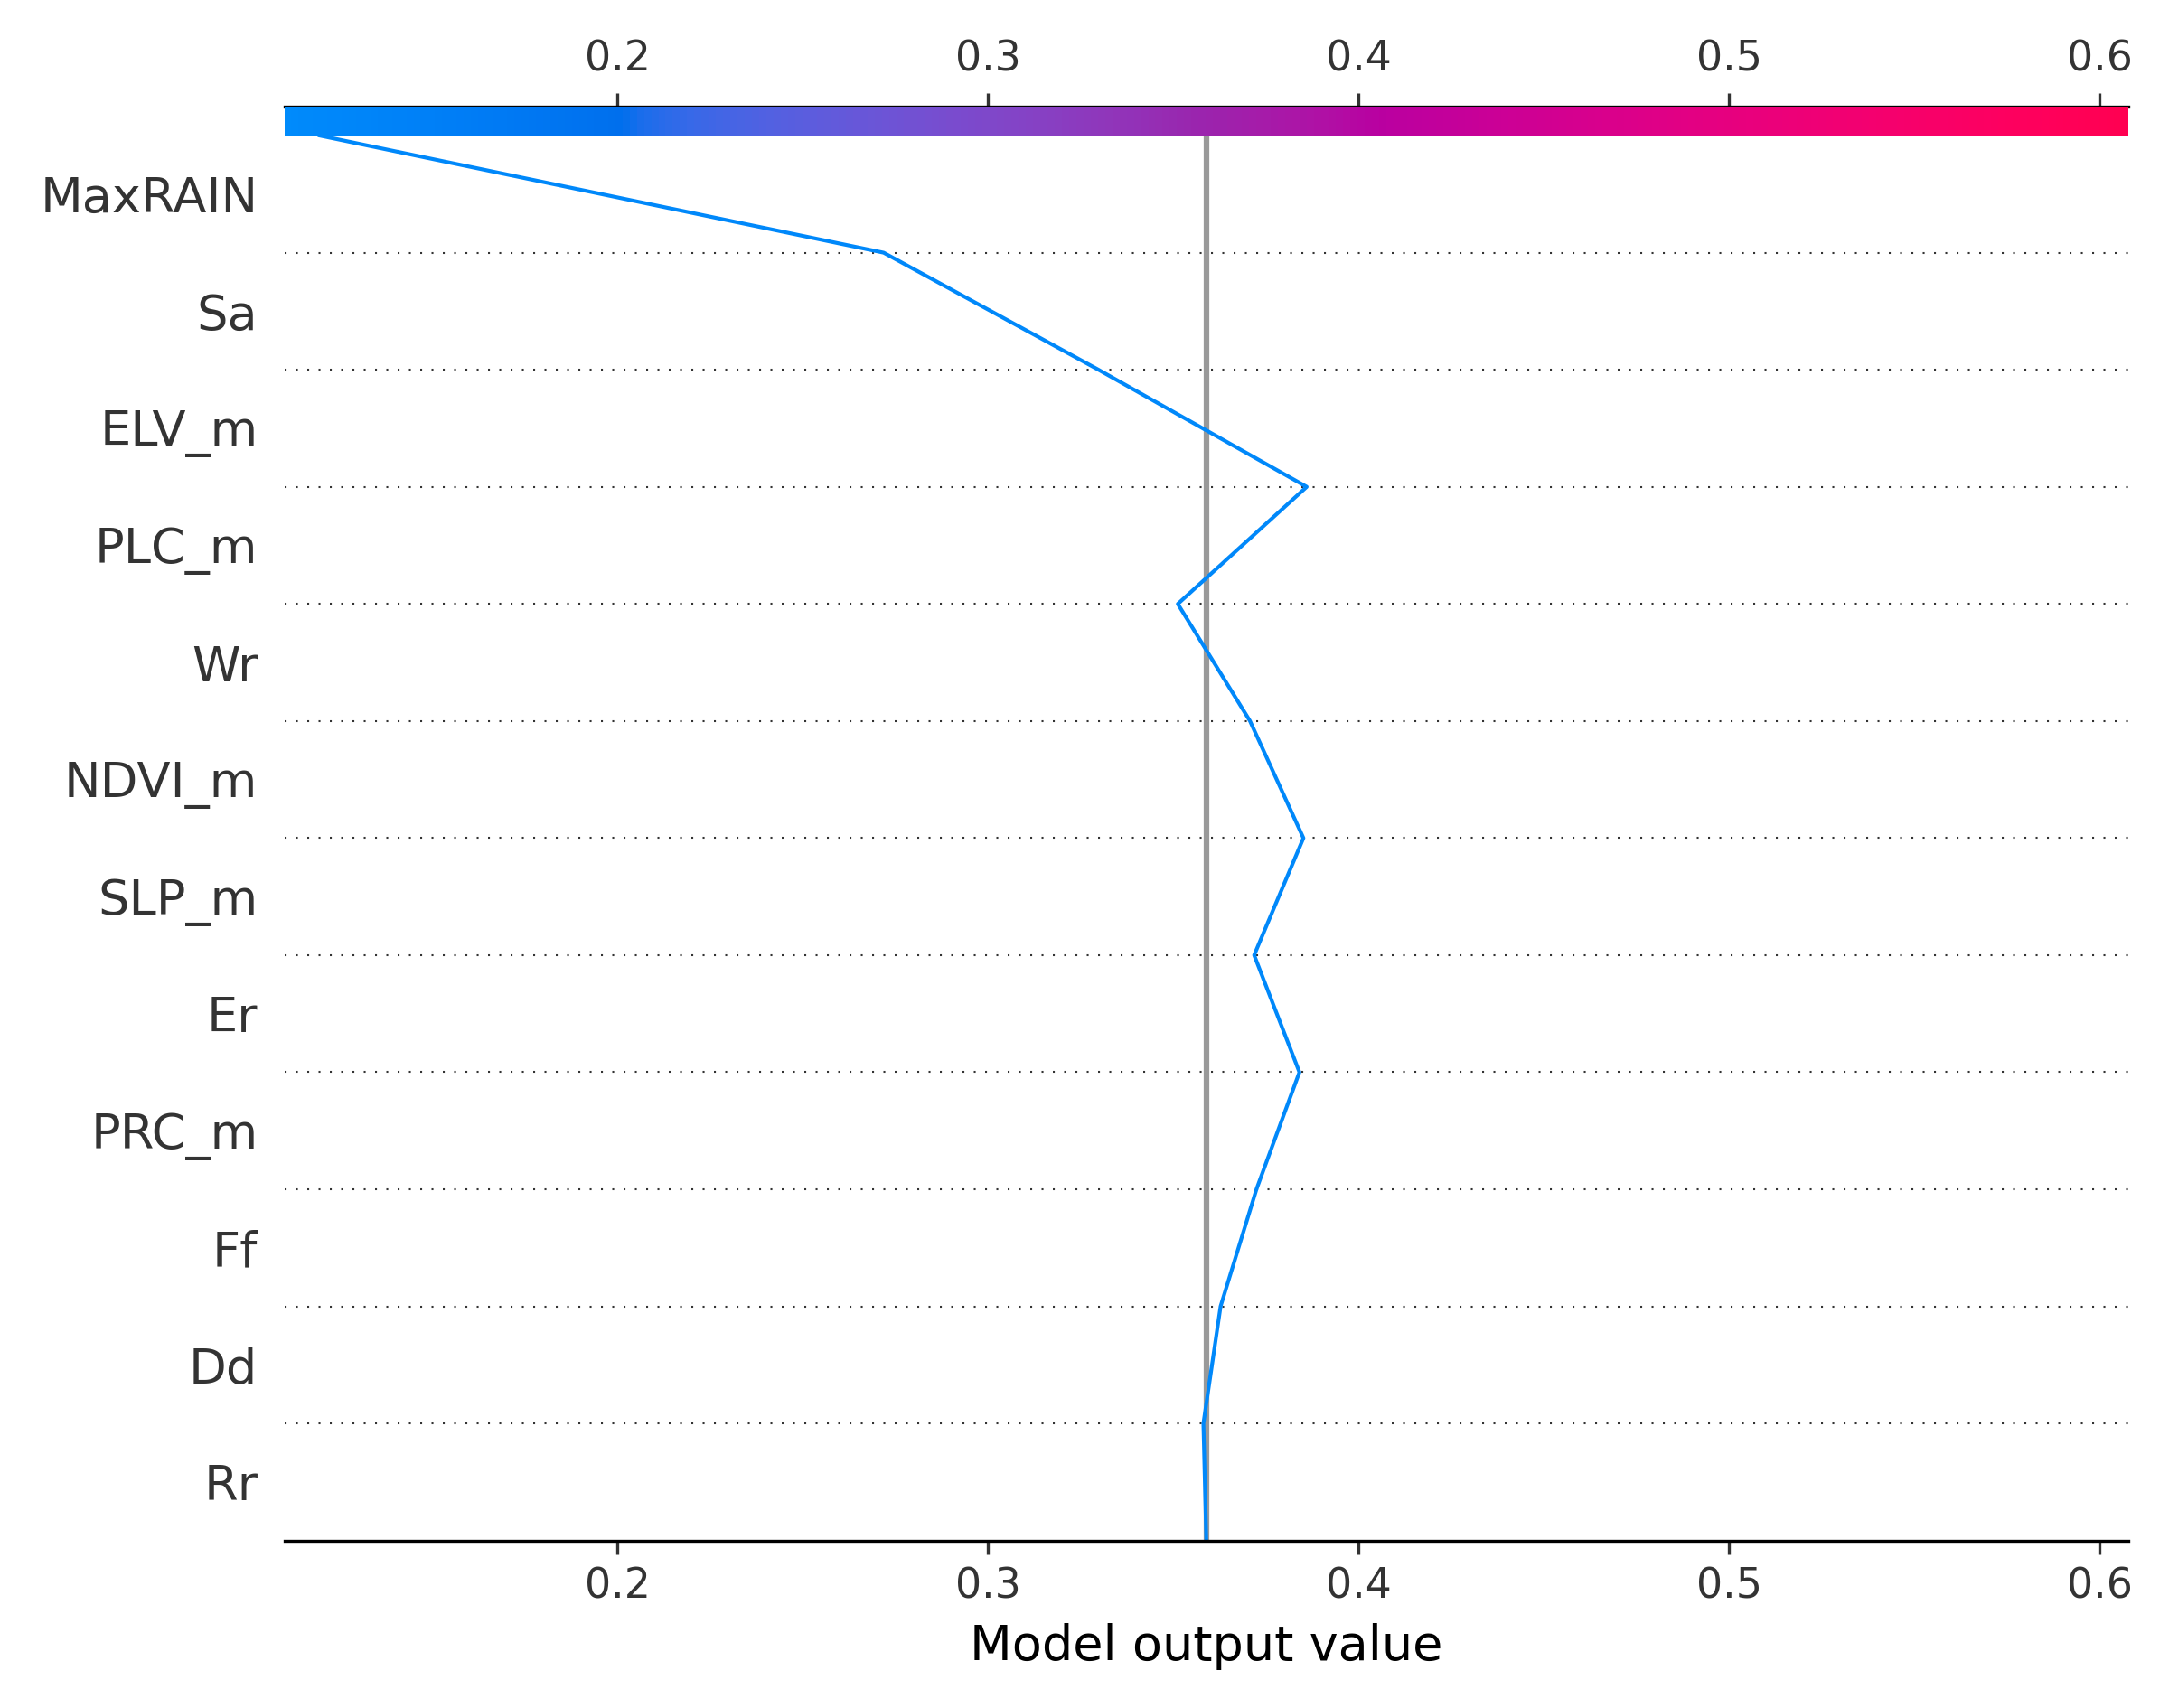 0.2 0.3 0.4 0.5 0.6
MaxRAIN
Sa
ELV_m
PLC_m
Wr
NDVI_m
SLP_m
Er
PRC_m
Ff
Dd
Rr
0.2 0.3 0.4 0.5 0.6
Model output value